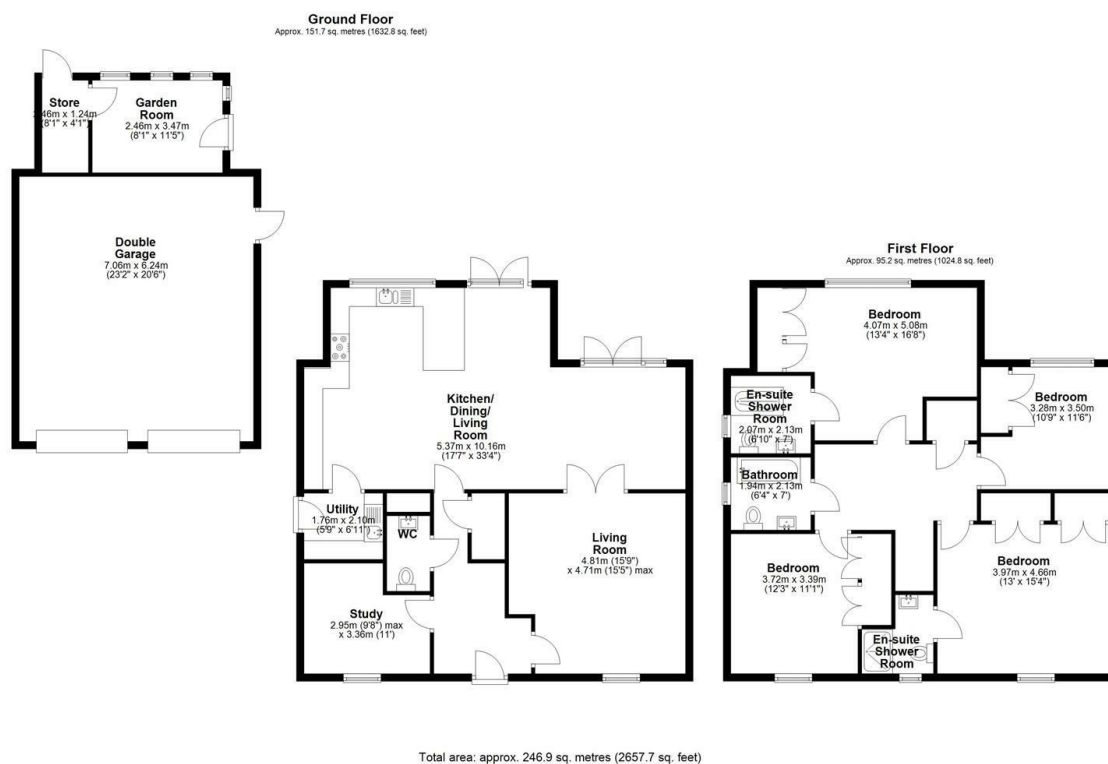 Ground Floor
Approx. 151.7 sq. metres (1632.8 sq. feet)
Store
2.46m x 1.24m
(8'1" x 4'1")
Garden
Room
2.46m x 3.47m
(8'1" x 11'5")
Double
Garage
7.06m x 6.24m
(23'2" x 20'6")
Kitchen/
Dining/
Living
Room
5.37m x 10.16m
(17'7" x 33'4")
Utility
1.76m x 2.10m
(5'9" x 6'11")
WC
Living
Room
4.81m (15'9")
x 4.71m (15'5") max
Study
2.95m (9'8") max
x 3.36m (11')
First Floor
Approx. 95.2 sq. metres (1024.8 sq. feet)
Bedroom
4.07m x 5.08m
(13'4" x 16'8")
En-suite
Shower
Room
2.07m x 2.13m
(6'10" x 7')
Bedroom
3.28m x 3.50m
(10'9" x 11'6")
Bathroom
1.94m x 2.13m
(6'4" x 7')
Bedroom
3.72m x 3.39m
(12'3" x 11'1")
Bedroom
3.97m x 4.66m
(13' x 15'4")
En-suite
Shower
Room
Total area: approx. 246.9 sq. metres (2657.7 sq. feet)